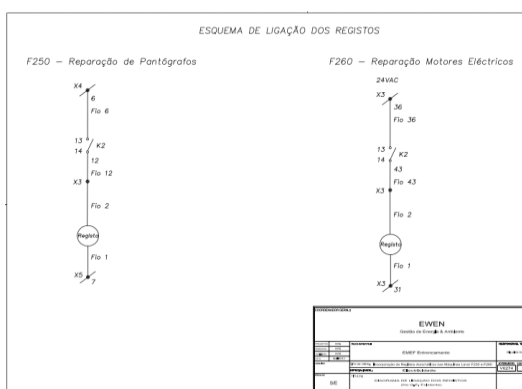 ESQUEMA DE LIGAÇÃO DOS REGISTOS
F250 – Reparação de Pantógrafos
F260 – Reparação Motores Eléctricos
X4
6
Fio 6
13
14
K2
12
Fio 12
X3
Fio 2
Registo
Fio 1
X5
7
24VAC
X3
36
Fio 36
13
14
K2
43
Fio 43
X3
Fio 2
Registo
Fio 1
X3
31
EWEN
Gestão de Energia & Ambiente
EMEF Entroncamento
SE